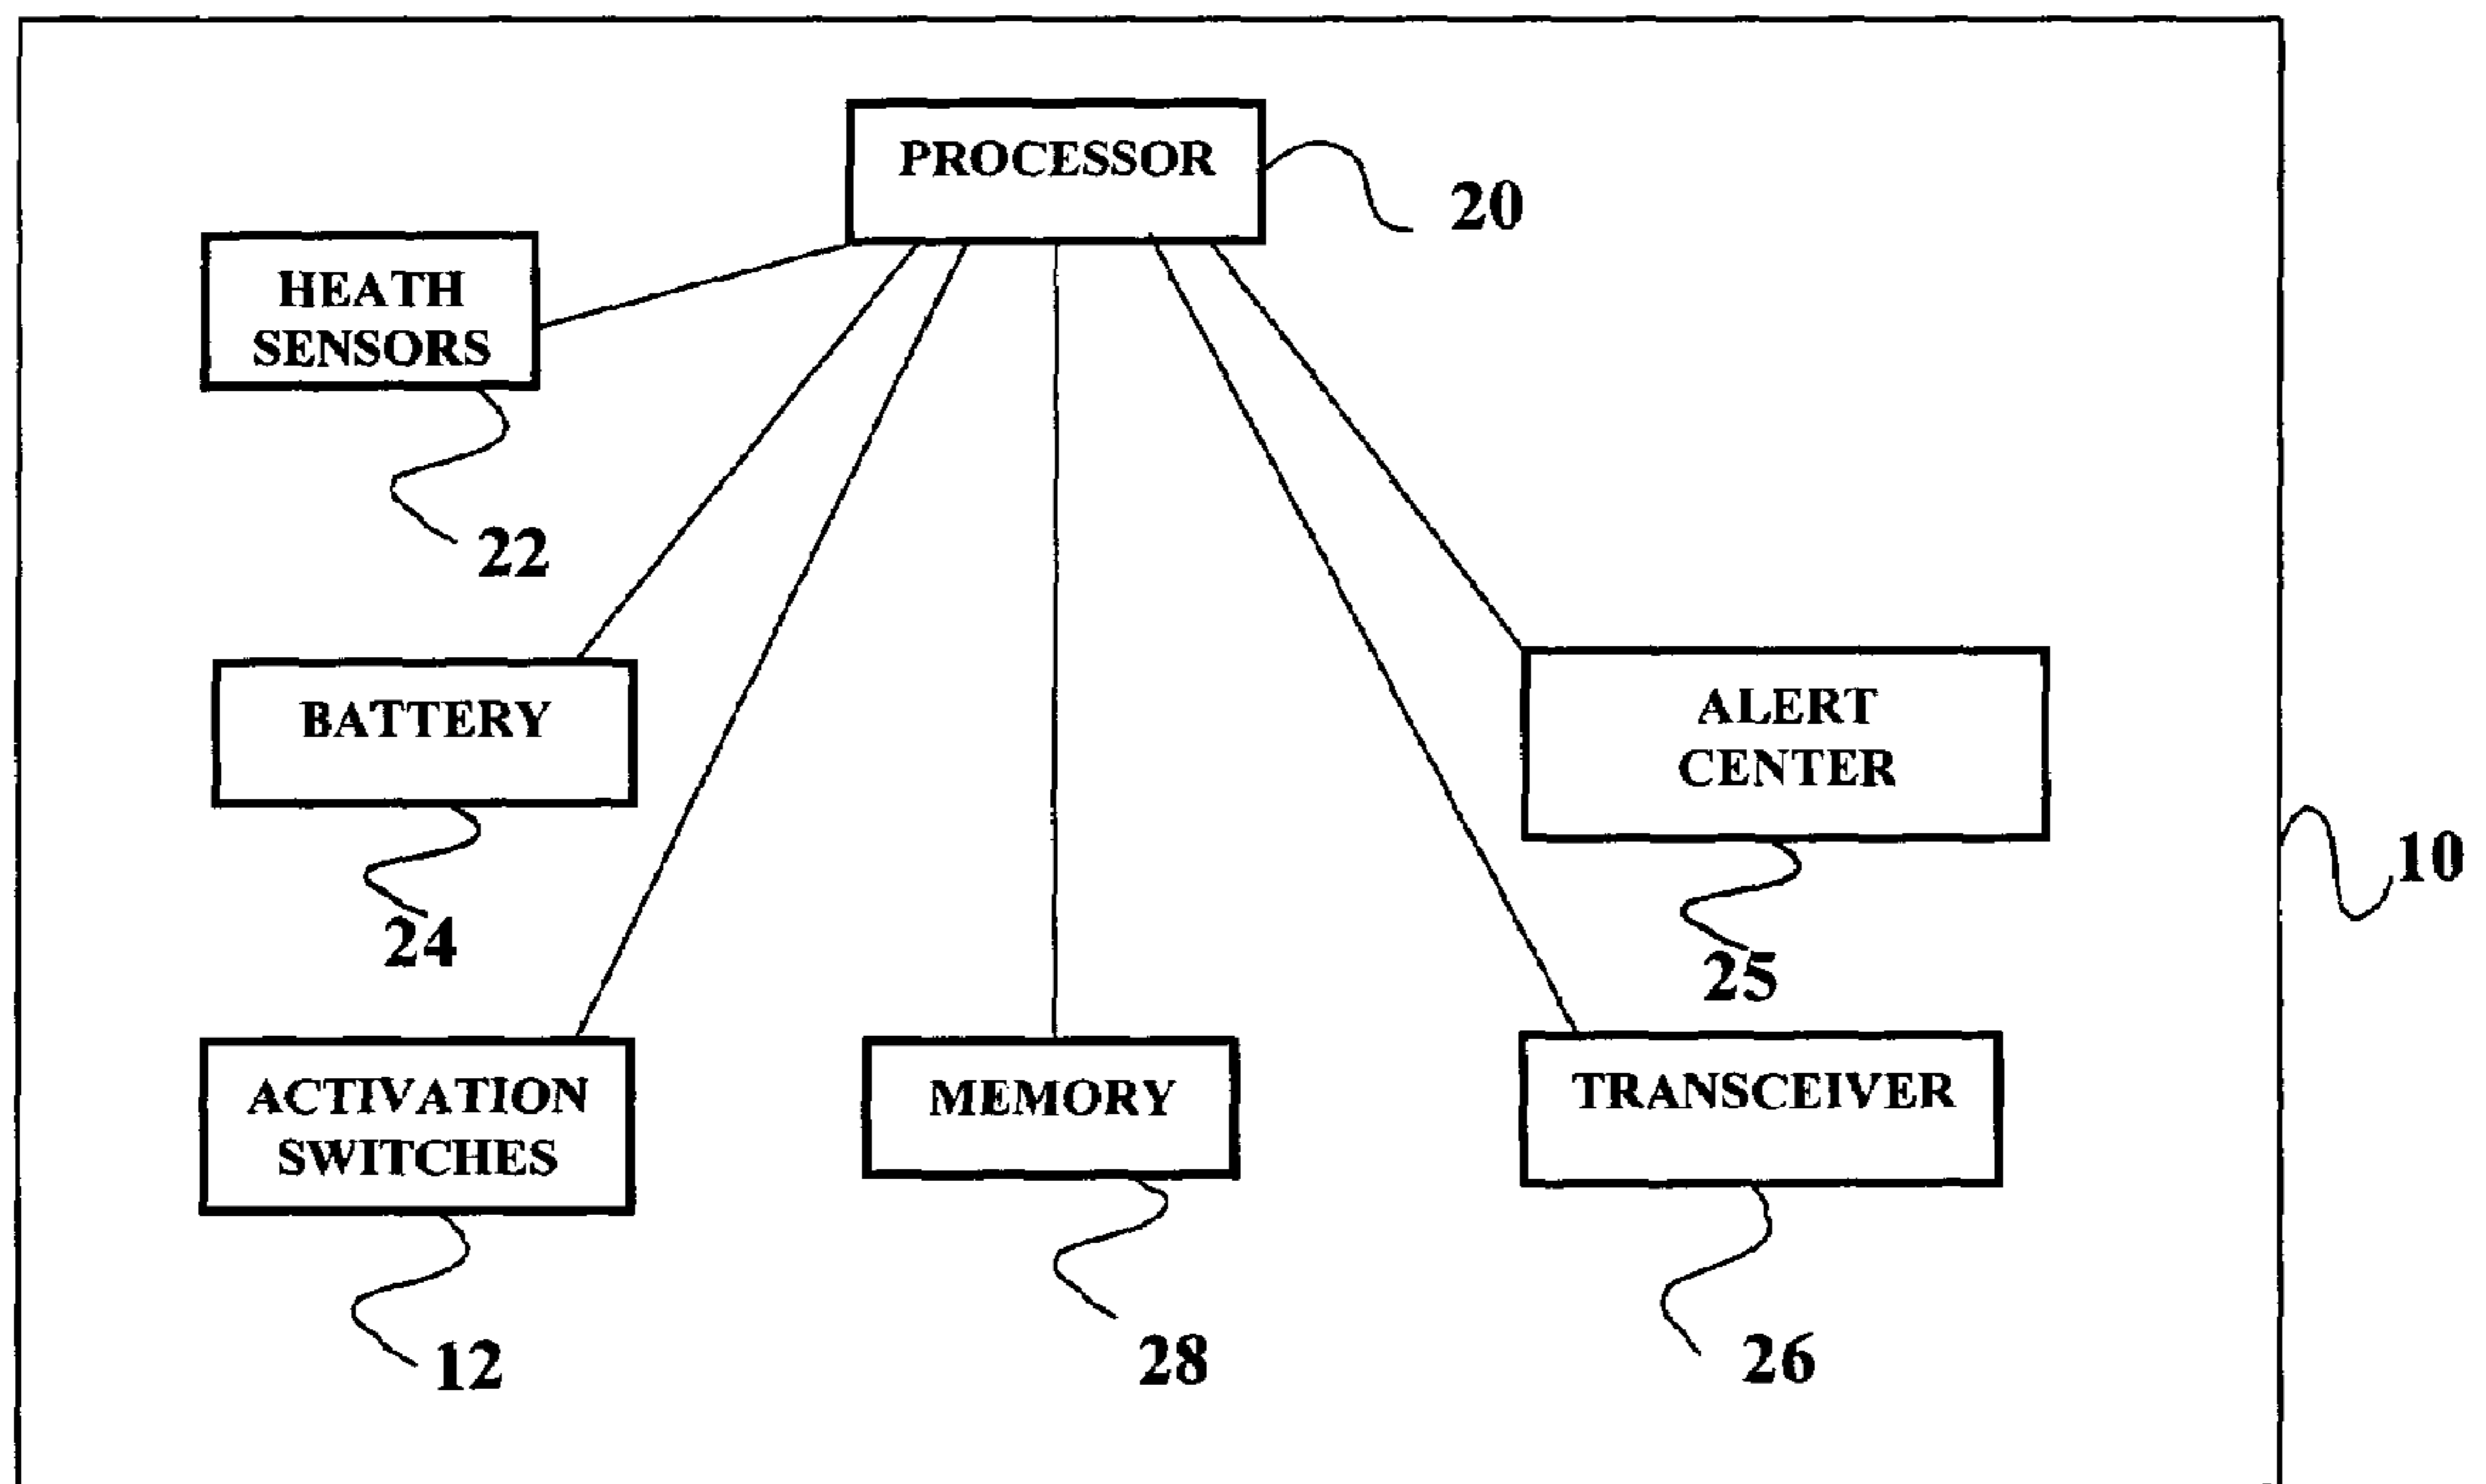 PROCESSOR
20
HEATH
SENSORS
22
BATTERY
24
ALERT
CENTER
25
10
ACTIVATION
SWITCHES
12
MEMORY
28
TRANSCEIVER
26